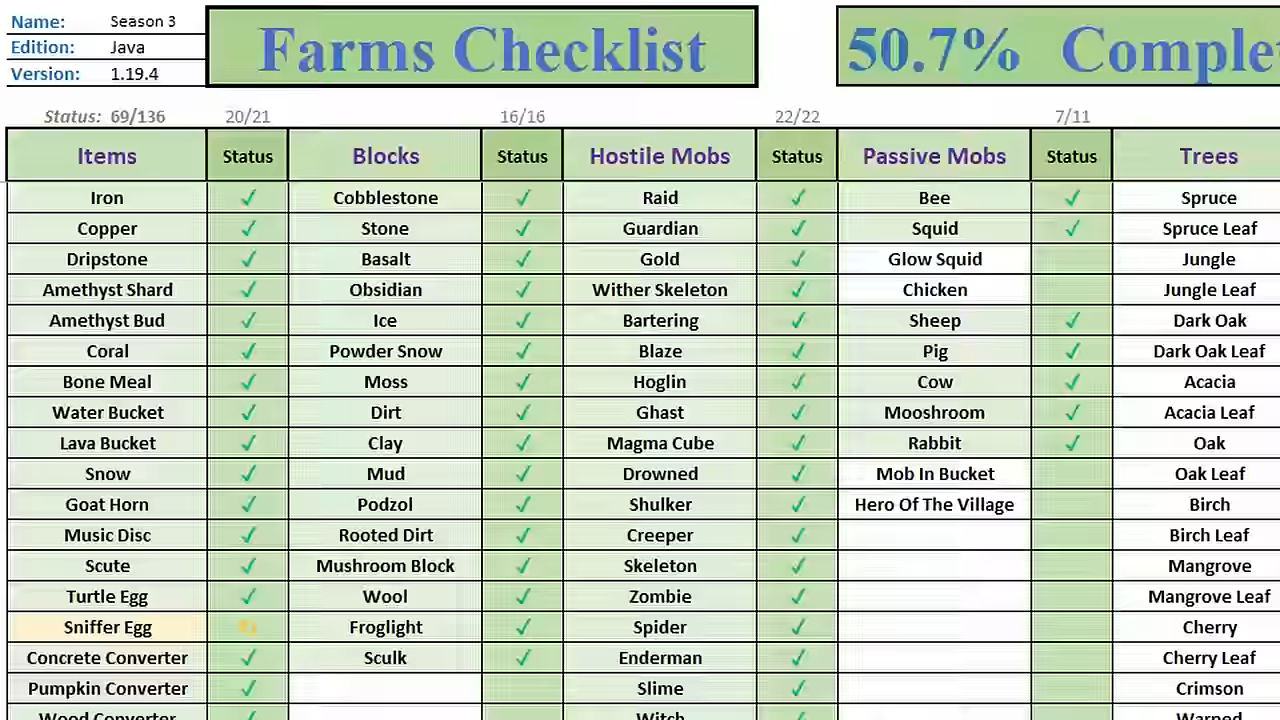 Name: Season 3
Edition: Java
Version: 1.19.4
Farms Checklist
50.7% Complet
Status: 69/136 20/21 16/16 22/22 7/11
Items Status Blocks Status Hostile Mobs Status Passive Mobs Status Trees
Iron ✓ Cobblestone ✓ Raid ✓ Bee ✓ Spruce
Copper ✓ Stone ✓ Guardian ✓ Squid ✓ Spruce Leaf
Dripstone ✓ Basalt ✓ Gold ✓ Glow Squid Jungle
Amethyst Shard ✓ Obsidian ✓ Wither Skeleton ✓ Chicken Jungle Leaf
Amethyst Bud ✓ Ice ✓ Bartering ✓ Sheep ✓ Dark Oak
Coral ✓ Powder Snow ✓ Blaze ✓ Pig ✓ Dark Oak Leaf
Bone Meal ✓ Moss ✓ Hoglin ✓ Cow ✓ Acacia
Water Bucket ✓ Dirt ✓ Ghast ✓ Mooshroom ✓ Acacia Leaf
Lava Bucket ✓ Clay ✓ Magma Cube ✓ Rabbit ✓ Oak
Snow ✓ Mud ✓ Drowned ✓ Mob In Bucket Oak Leaf
Goat Horn ✓ Podzol ✓ Shulker ✓ Hero Of The Village Birch
Music Disc ✓ Rooted Dirt ✓ Creeper ✓ Birch Leaf
Scute ✓ Mushroom Block ✓ Skeleton ✓ Mangrove
Turtle Egg ✓ Wool ✓ Zombie ✓ Mangrove Leaf
Sniffer Egg Froglight ✓ Spider ✓ Cherry
Concrete Converter ✓ Sculk ✓ Enderman ✓ Cherry Leaf
Pumpkin Converter ✓ Slime ✓ Crimson
Wood Converter ✓ Witch ✓ Warped